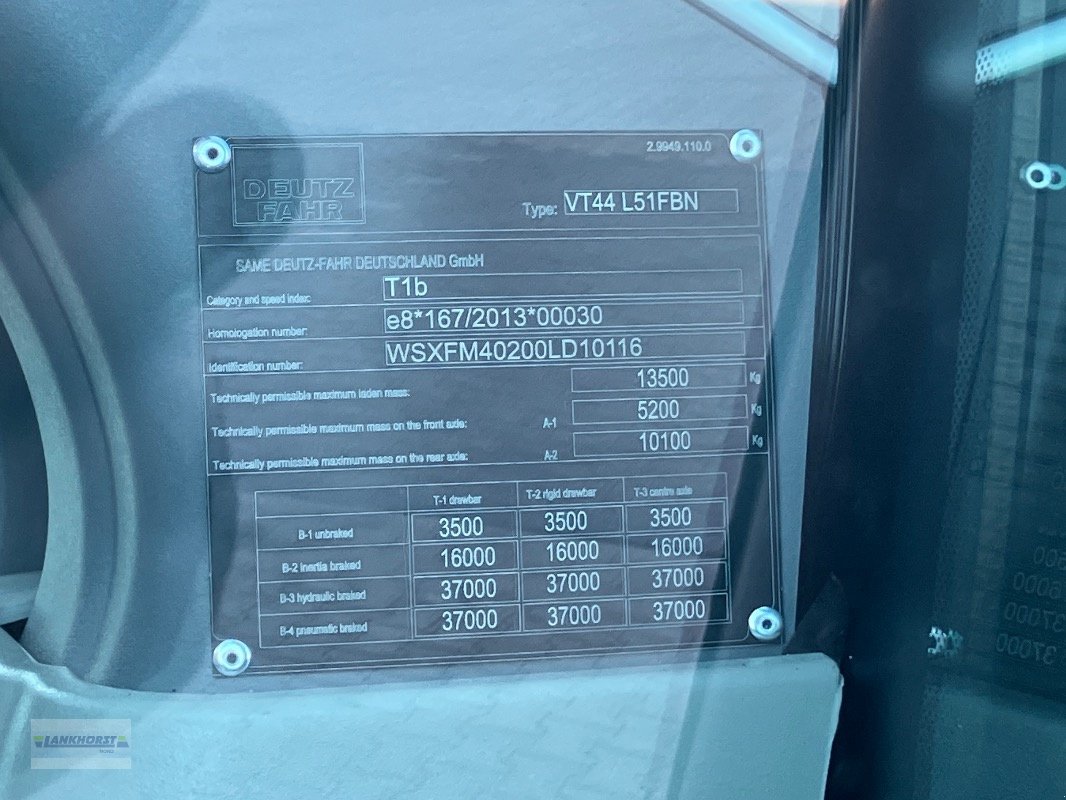 2.9949.110.0
DEUTZ
FAHR
Type: VT44 L51FBN
SAME DEUTZ-FAHR DEUTSCHLAND GmbH
Category and speed index: T1b
Homologation number: e8*167/2013*00030
Identification number: WSXFM40200LD10116
Technically permissible maximum laden mass: 13500 Kg
Technically permissible maximum mass on the front axle: A-1 5200 Kg
Technically permissible maximum mass on the rear axle: A-2 10100 Kg
T-1 drawbar T-2 rigid drawbar T-3 centre axle
B-1 unbraked 3500 3500 3500
B-2 inertia braked 16000 16000 16000
B-3 hydraulic braked 37000 37000 37000
B-4 pneumatic braked 37000 37000 37000
LANKHORST